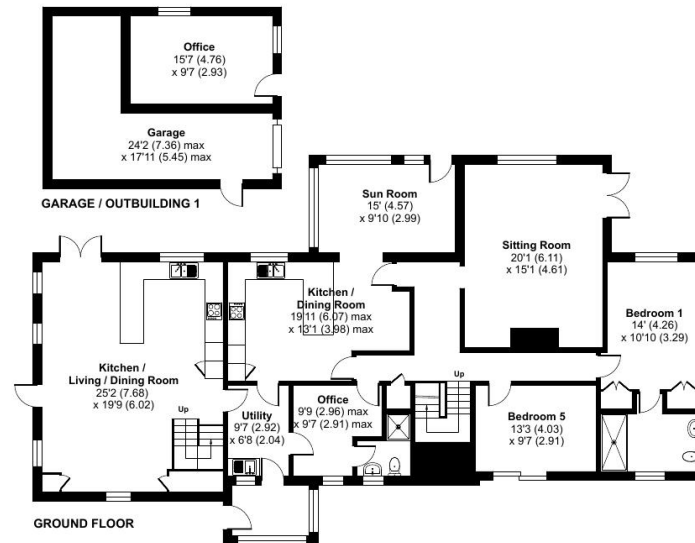 Office
15'7 (4.76)
x 9'7 (2.93)
Garage
24'2 (7.36) max
x 17'11 (5.45) max
GARAGE / OUTBUILDING 1
Sun Room
15' (4.57)
x 9'10 (2.99)
Sitting Room
20'1 (6.11)
x 15'1 (4.61)
Kitchen /
Dining Room
19'11 (6.07) max
x 13'1 (3.98) max
Bedroom 1
14' (4.26)
x 10'10 (3.29)
Kitchen /
Living / Dining Room
25'2 (7.68)
x 19'9 (6.02)
Up
Utility
9'7 (2.92)
x 6'8 (2.04)
Office
9'9 (2.96) max
x 9'7 (2.91) max
Up
Bedroom 5
13'3 (4.03)
x 9'7 (2.91)
GROUND FLOOR